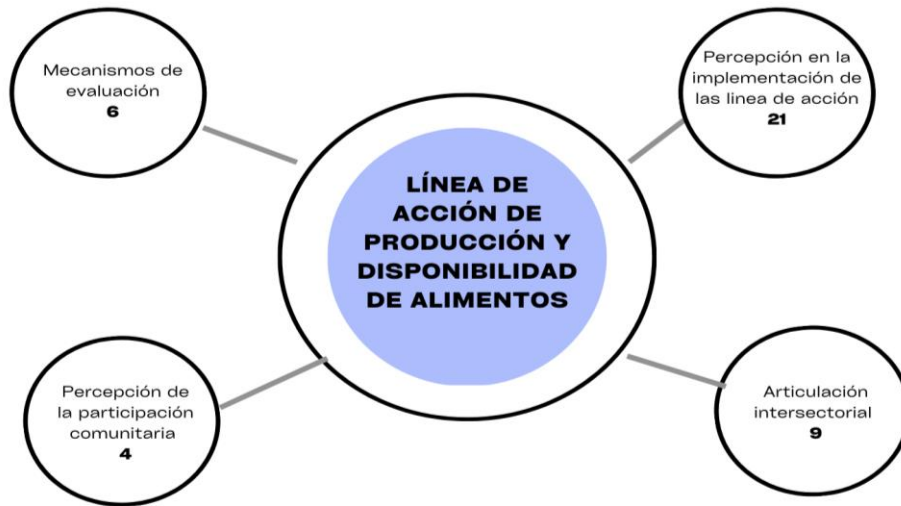 Mecanismos de
evaluación
6
Percepción en la
implementación de
las linea de acción
21
LÍNEA DE
ACCIÓN DE
PRODUCCIÓN Y
DISPONIBILIDAD
DE ALIMENTOS
Percepción de
la participación
comunitaria
4
Articulación
intersectorial
9